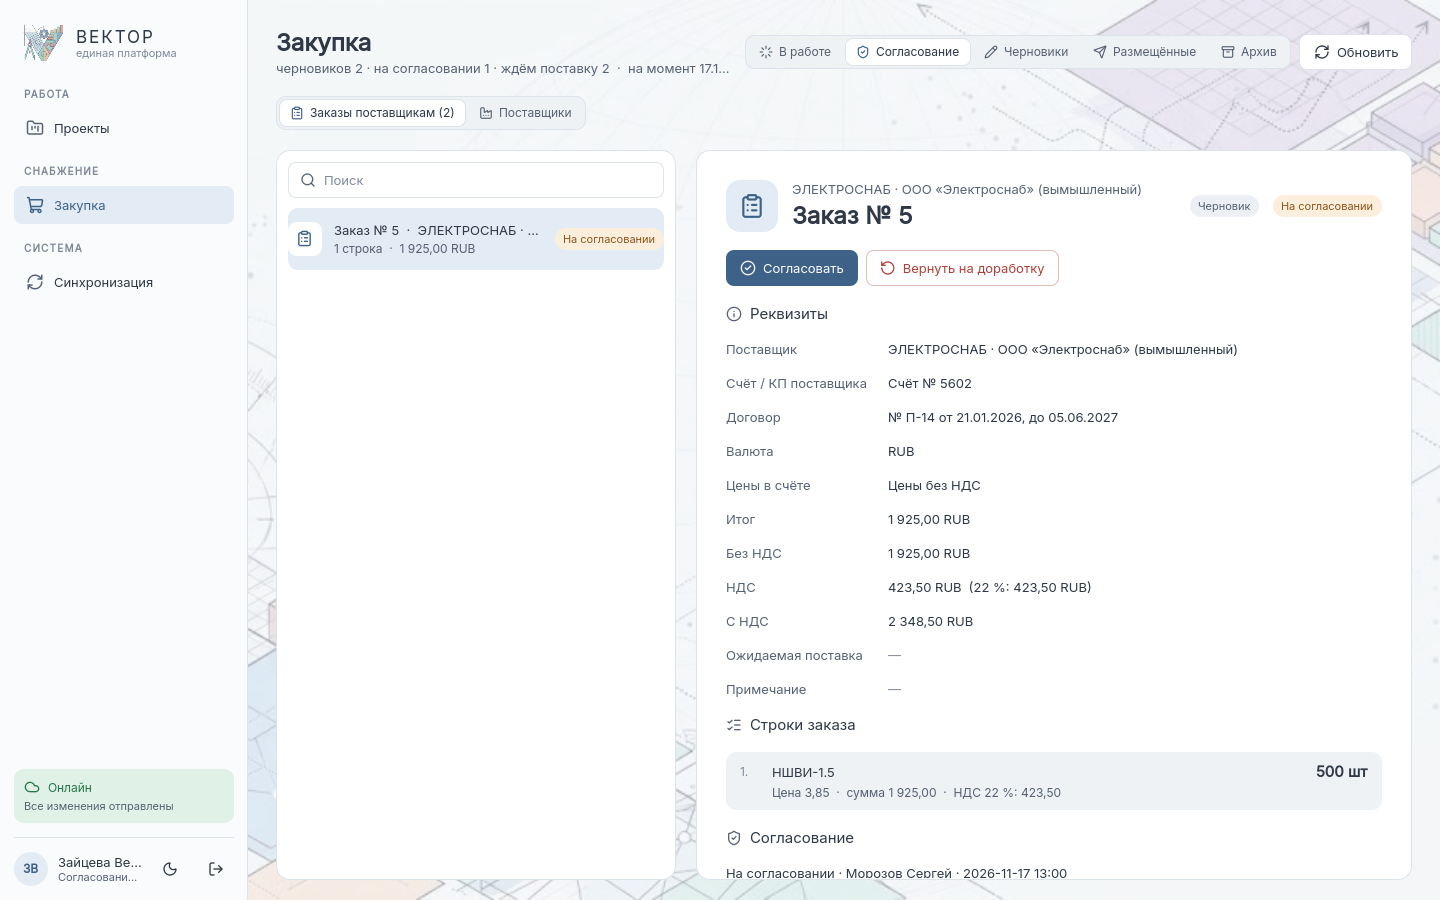 ВЕКТОР
единая платформа
РАБОТА
Проекты
СНАБЖЕНИЕ
Закупка
СИСТЕМА
Синхронизация
Онлайн
Все изменения отправлены
ЗВ
Зайцева Ве...
Согласовани...
Закупка
черновиков 2 · на согласовании 1 · ждём поставку 2 · на момент 17.1...
В работе
Согласование
Черновики
Размещённые
Архив
Обновить
Заказы поставщикам (2)
Поставщики
Поиск
Заказ № 5 · ЭЛЕКТРОСНАБ · ...
1 строка · 1 925,00 RUB
На согласовании
ЭЛЕКТРОСНАБ · ООО «Электроснаб» (вымышленный)
Заказ № 5
Черновик
На согласовании
Согласовать
Вернуть на доработку
Реквизиты
Поставщик ЭЛЕКТРОСНАБ · ООО «Электроснаб» (вымышленный)
Счёт / КП поставщика Счёт № 5602
Договор № П-14 от 21.01.2026, до 05.06.2027
Валюта RUB
Цены в счёте Цены без НДС
Итог 1 925,00 RUB
Без НДС 1 925,00 RUB
НДС 423,50 RUB (22 %: 423,50 RUB)
С НДС 2 348,50 RUB
Ожидаемая поставка —
Примечание —
Строки заказа
1. НШВИ-1.5 500 шт
Цена 3,85 · сумма 1 925,00 · НДС 22 %: 423,50
Согласование
На согласовании · Морозов Сергей · 2026-11-17 13:00